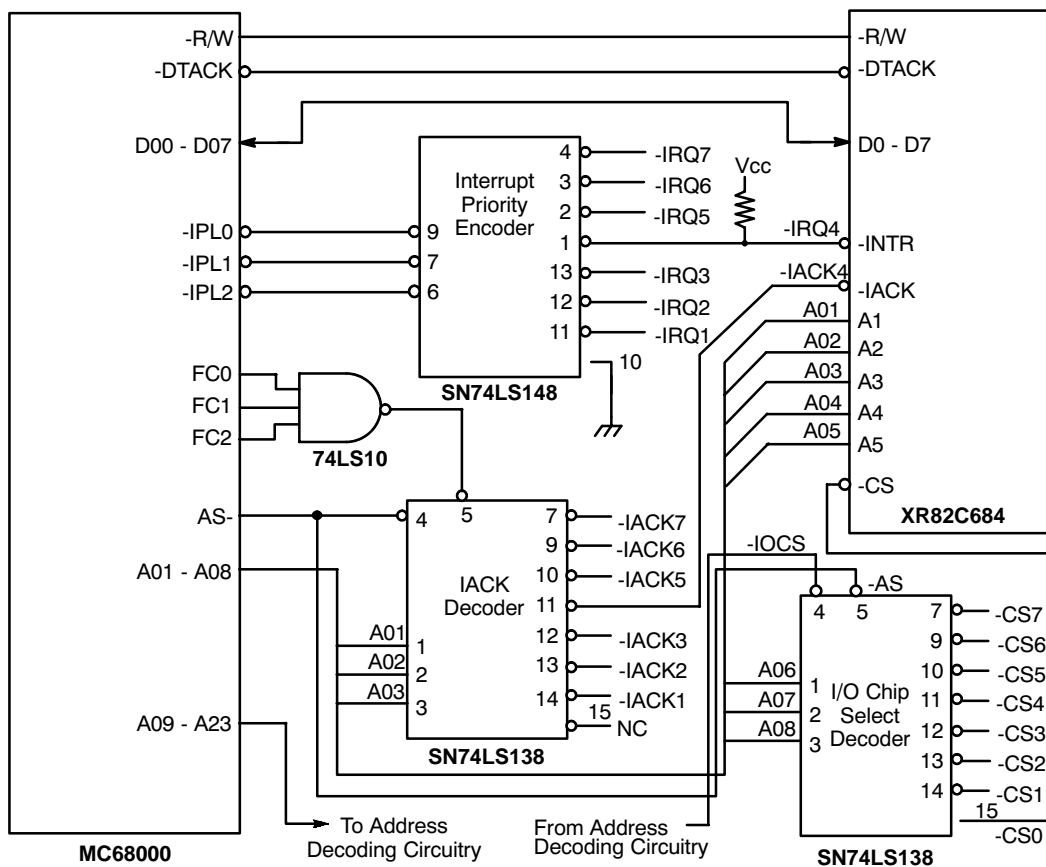 -R/W
-DTACK
D00 - D07
-IPL0
-IPL1
-IPL2
FC0
FC1
FC2
AS-
A01 - A08
A09 - A23
MC68000
Interrupt
Priority
Encoder
9
7
6
4
3
2
1
13
12
11
10
-IRQ7
-IRQ6
-IRQ5
-IRQ4
-IRQ3
-IRQ2
-IRQ1
SN74LS148
Vcc
74LS10
IACK
Decoder
4
5
A01
A02
A03
1
2
3
7
9
10
11
12
13
14
15
-IACK7
-IACK6
-IACK5
-IACK3
-IACK2
-IACK1
NC
SN74LS138
To Address
Decoding Circuitry
From Address
Decoding Circuitry
-IACK4
A01
A02
A03
A04
A05
-R/W
-DTACK
D0 - D7
-INTR
-IACK
A1
A2
A3
A4
A5
-CS
XR82C684
-IOCS
-AS
4
5
A06
A07
A08
1
2
3
I/O Chip
Select
Decoder
7
9
10
11
12
13
14
15
-CS7
-CS6
-CS5
-CS4
-CS3
-CS2
-CS1
-CS0
SN74LS138